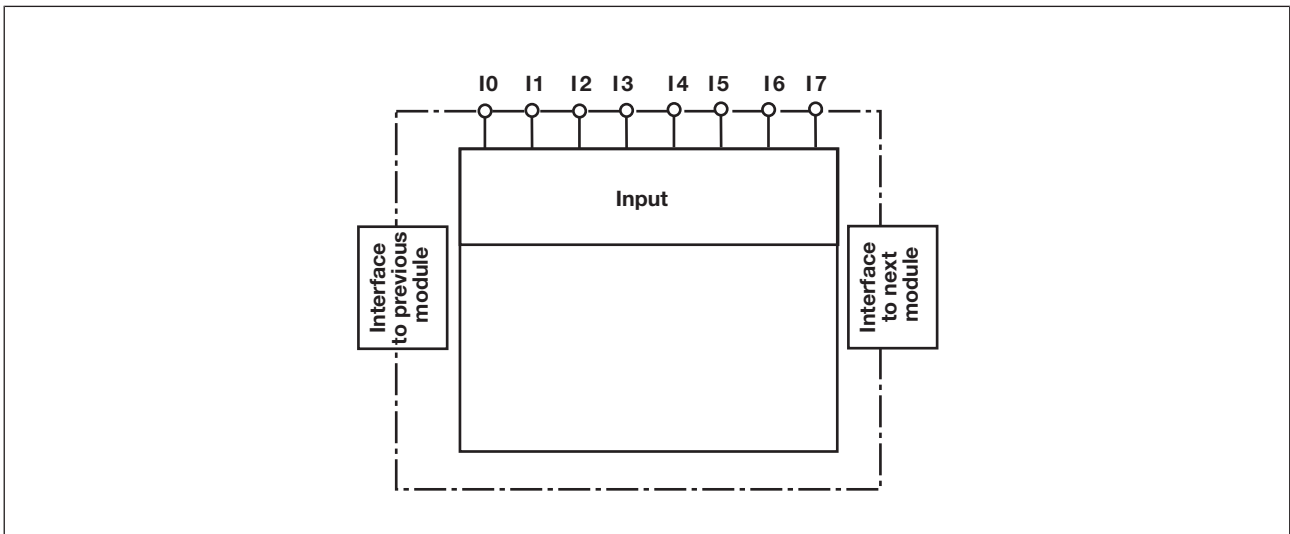 I0 I1 I2 I3 I4 I5 I6 I7
Input
Interface
to previous
module
Interface
to next
module